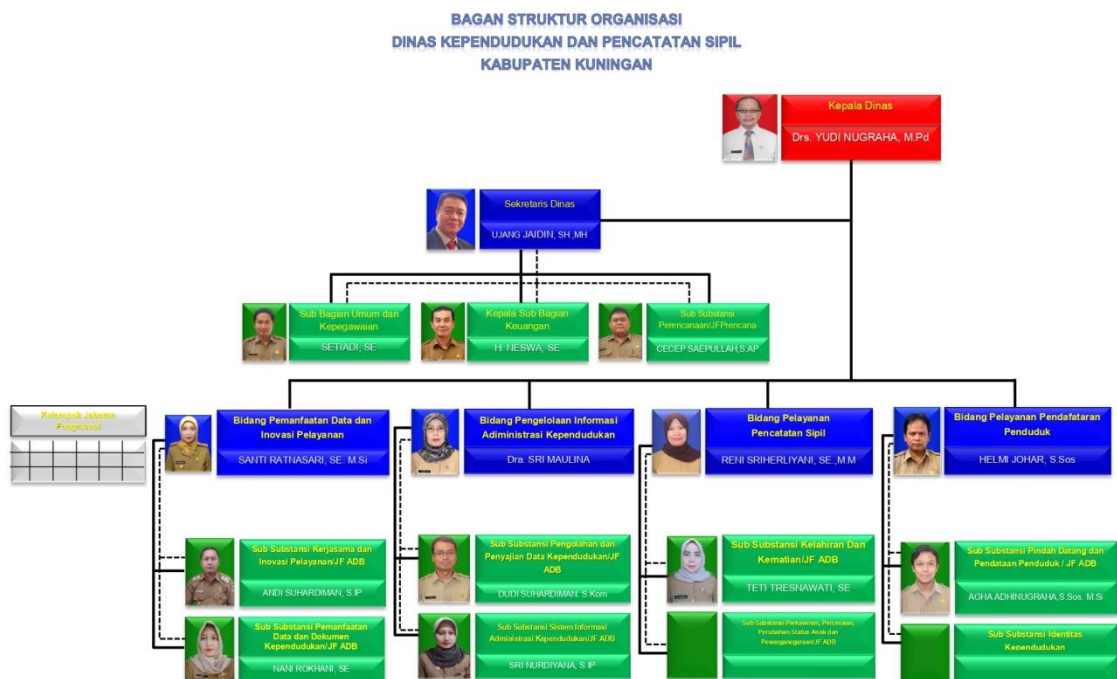 BAGAN STRUKTUR ORGANISASI
DINAS KEPENDUDUKAN DAN PENCATATAN SIPIL
KABUPATEN KUNINGAN
Kepala Dinas
Drs. YUDI NUGRAHA, M.Pd
Sekretaris Dinas
UJANG JAIDIN, SH.,MH
Sub Bagian Umum dan
Kepegawaian
SETIADI, SE
Kepala Sub Bagian
Keuangan
H. NESWA, SE
Sub Substansi
Perencanaan/JFPrencana
CECEP SAEPULLAH,S.AP
Kelompok Jabatan
Fungsional
Bidang Pemanfaatan Data dan
Inovasi Pelayanan
SANTI RATNASARI, SE. M.Si
Bidang Pengelolaan Informasi
Adiministrasi Kependudukan
Dra. SRI MAULINA
Bidang Pelayanan
Pencatatan Sipil
RENI SRIHERLIYANI, SE.,M.M
Bidang Pelayanan Pendafataran
Penduduk
HELMI JOHAR, S.Sos
Sub Substansi Kerjasama dan
Inovasi Pelayanan/JF ADB
ANDI SUHARDIMAN, S.IP
Sub Substansi Pengolahan dan
Penyajian Data Kependudukan/JF
ADB
DUDI SUHARDIMAN, S.Kom
Sub Substansi Kelahiran Dan
Kematian/JF ADB
TETI TRESNAWATI, SE
Sub Substansi Pindah Datang dan
Pendataan Penduduk / JF ADB
AGHA ADHINUGRAHA,S.Sos. M.Si
Sub Substansi Pemanfaatan
Data dan Dokumen
Kependudukan/JF ADB
NANI ROKHANI, SE
Sub Substansi Sistem Informasi
Administrasi Kependudukan/JF ADB
SRI NURDIYANA, S.IP
Sub Substansi Perkawinan, Perceraian,
Perubahan Status Anak dan
Pewarganegaraan/JF ADB
Sub Substansi Identitas
Kependudukan